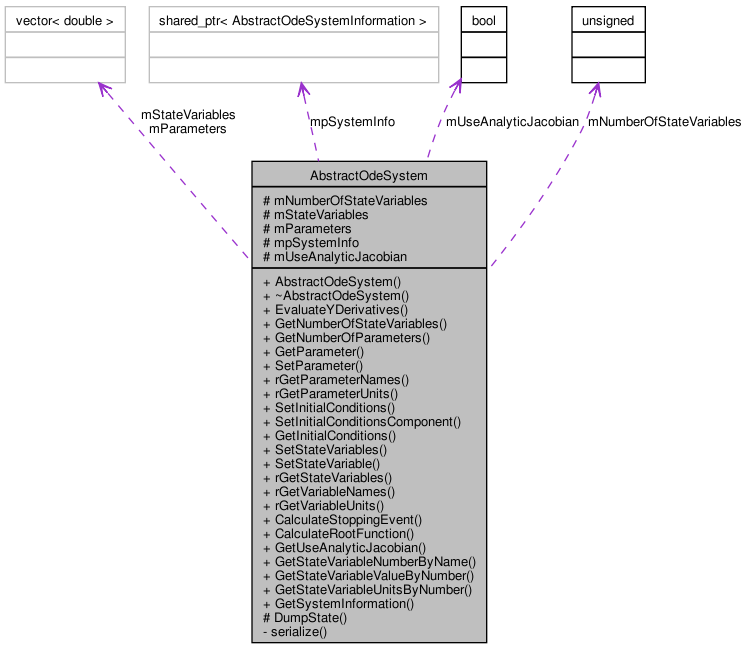 vector< double >
shared_ptr< AbstractOdeSystemInformation >
bool
unsigned
mStateVariables
mParameters
mpSystemInfo
mUseAnalyticJacobian
mNumberOfStateVariables
AbstractOdeSystem
# mNumberOfStateVariables
# mStateVariables
# mParameters
# mpSystemInfo
# mUseAnalyticJacobian
+ AbstractOdeSystem()
+ ~AbstractOdeSystem()
+ EvaluateYDerivatives()
+ GetNumberOfStateVariables()
+ GetNumberOfParameters()
+ GetParameter()
+ SetParameter()
+ rGetParameterNames()
+ rGetParameterUnits()
+ SetInitialConditions()
+ SetInitialConditionsComponent()
+ GetInitialConditions()
+ SetStateVariables()
+ SetStateVariable()
+ rGetStateVariables()
+ rGetVariableNames()
+ rGetVariableUnits()
+ CalculateStoppingEvent()
+ CalculateRootFunction()
+ GetUseAnalyticJacobian()
+ GetStateVariableNumberByName()
+ GetStateVariableValueByNumber()
+ GetStateVariableUnitsByNumber()
+ GetSystemInformation()
# DumpState()
- serialize()